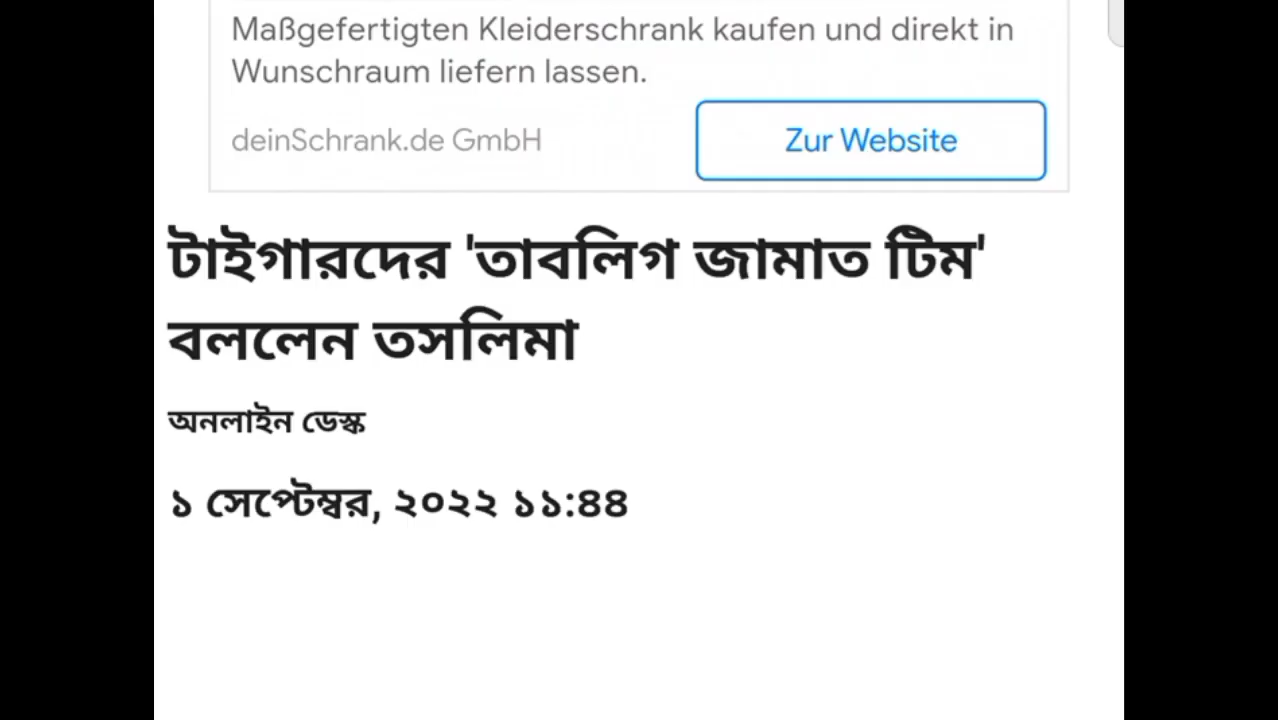 Maßgefertigten Kleiderschrank kaufen und direkt in
Wunschraum liefern lassen.
deinSchrank.de GmbH
Zur Website
টাইগারদের 'তাবলিগ জামাত টিম'
বললেন তসলিমা
অনলাইন ডেস্ক
১ সেপ্টেম্বর, ২০২২ ১১:৪৪